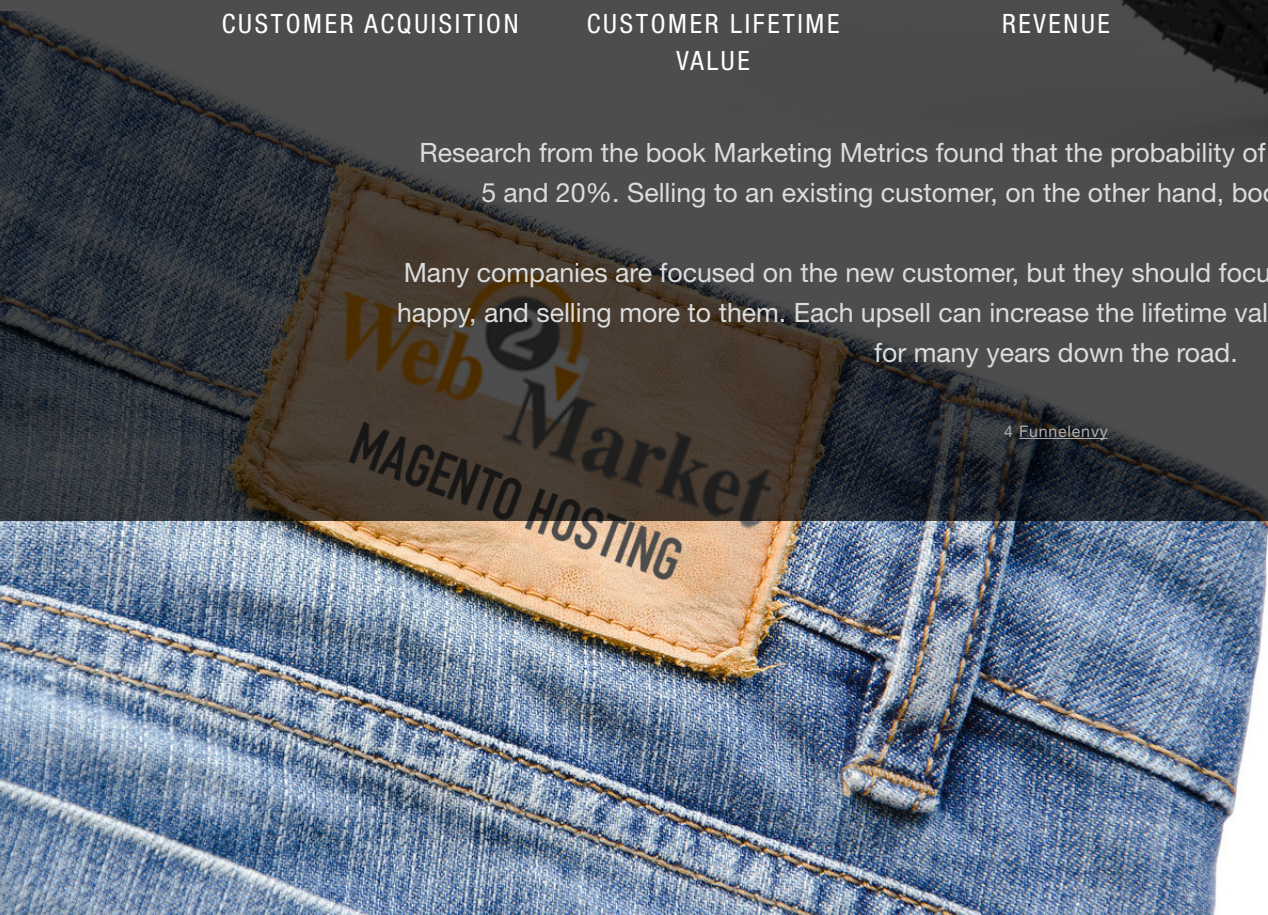 CUSTOMER ACQUISITION
CUSTOMER LIFETIME
VALUE
REVENUE
Research from the book Marketing Metrics found that the probability of
5 and 20%. Selling to an existing customer, on the other hand,
Many companies are focused on the new customer, but they should
happy, and selling more to them. Each upsell can increase the lifetime
for many years down the road.
4 Funnelenvy
Web 2 Market
MAGENTO HOSTING